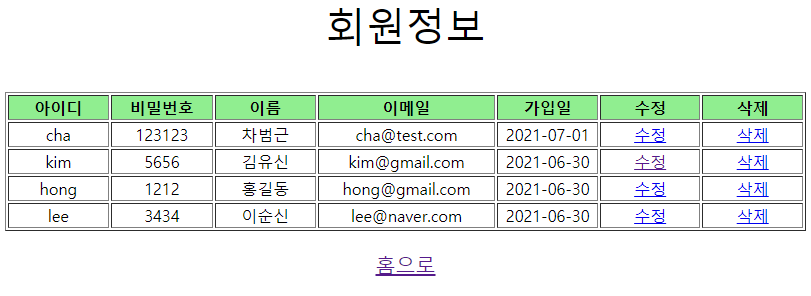 회원정보
아이디 비밀번호 이름 이메일 가입일 수정 삭제
cha 123123 차범근 cha@test.com 2021-07-01 수정 삭제
kim 5656 김유신 kim@gmail.com 2021-06-30 수정 삭제
hong 1212 홍길동 hong@gmail.com 2021-06-30 수정 삭제
lee 3434 이순신 lee@naver.com 2021-06-30 수정 삭제
홈으로